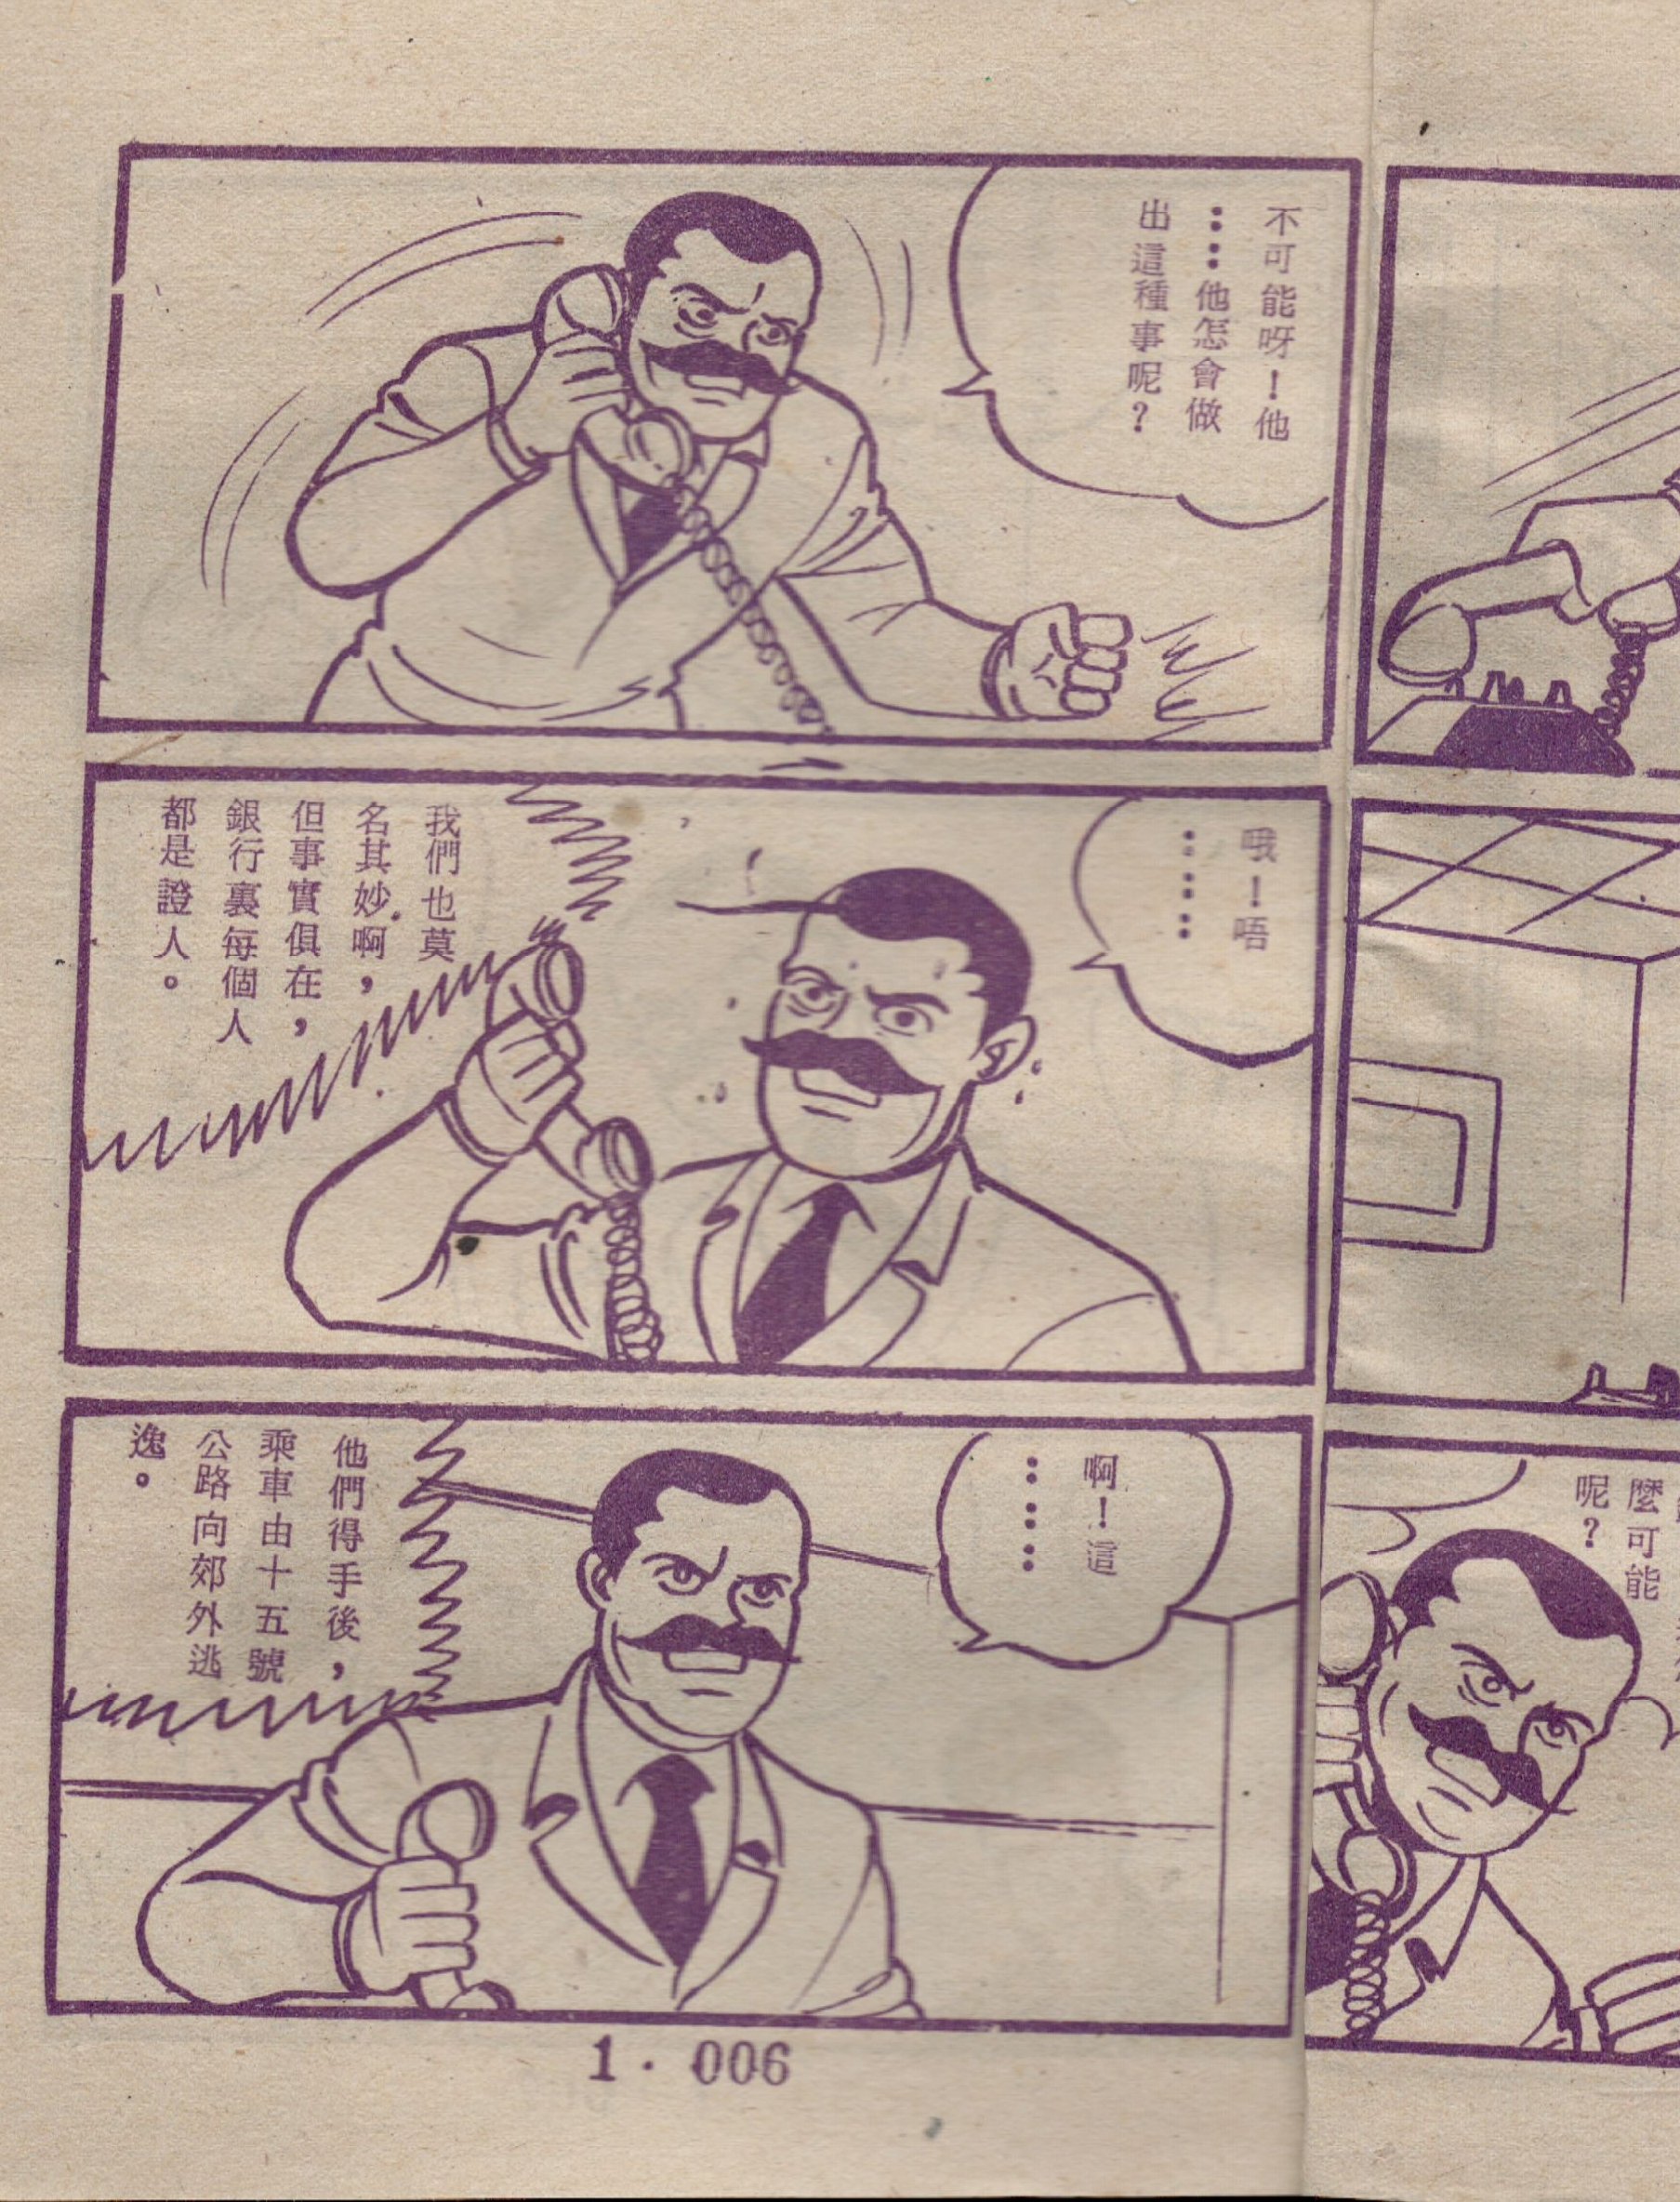 不可能呀！他
……他怎會做
出這種事呢？
哦！唔
……
我們也莫
名其妙啊，
但事實俱在，
銀行裏每個人
都是證人。
啊！這
……
他們得手後，
乘車由十五號
公路向郊外逃
逸。
1·006
麼可能
呢？